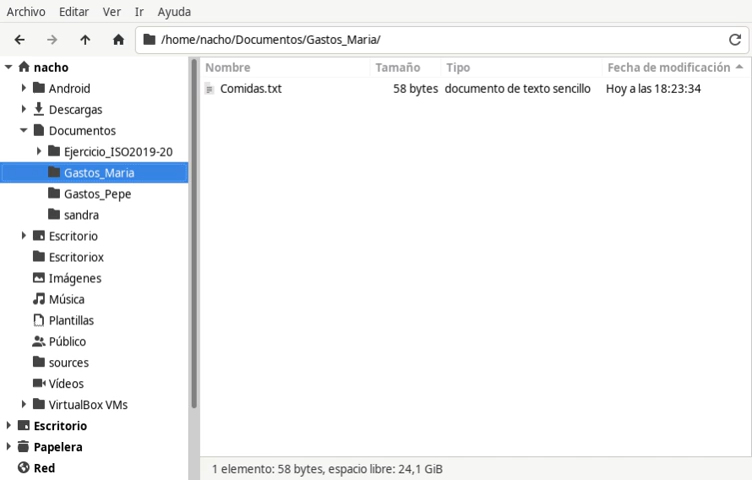 Archivo Editar Ver Ir Ayuda
/home/nacho/Documentos/Gastos_Maria/
nacho
Android
Descargas
Documentos
Ejercicio_ISO2019-20
Gastos_Maria
Gastos_Pepe
sandra
Escritorio
Escritoriox
Imágenes
Música
Plantillas
Público
sources
Vídeos
VirtualBox VMs
Escritorio
Papelera
Red
Nombre Tamaño Tipo Fecha de modificación
Comidas.txt 58 bytes documento de texto sencillo Hoy a las 18:23:34
1 elemento: 58 bytes, espacio libre: 24,1 GiB